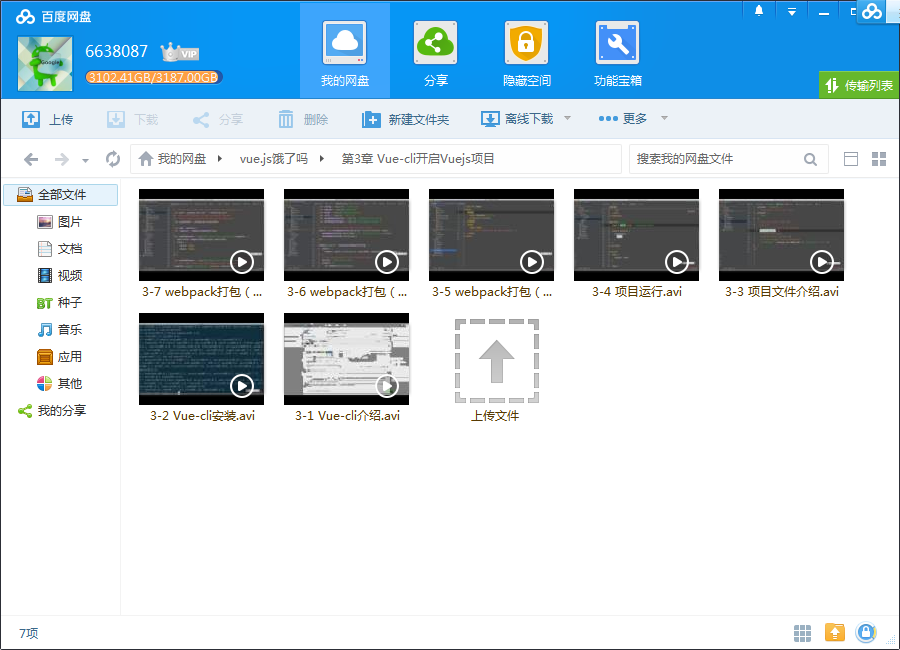 百度网盘
6638087
VIP
3102.41GB/3187.00GB
我的网盘
分享
隐藏空间
功能宝箱
传输列表
上传
下载
分享
删除
新建文件夹
离线下载
更多
我的网盘
vue.js饿了吗
第3章 Vue-cli开启Vuejs项目
搜索我的网盘文件
全部文件
图片
文档
视频
BT 种子
音乐
应用
其他
我的分享
3-7 webpack打包（...
3-6 webpack打包（...
3-5 webpack打包（...
3-4 项目运行.avi
3-3 项目文件介绍.avi
3-2 Vue-cli安装.avi
3-1 Vue-cli介绍.avi
上传文件
7项